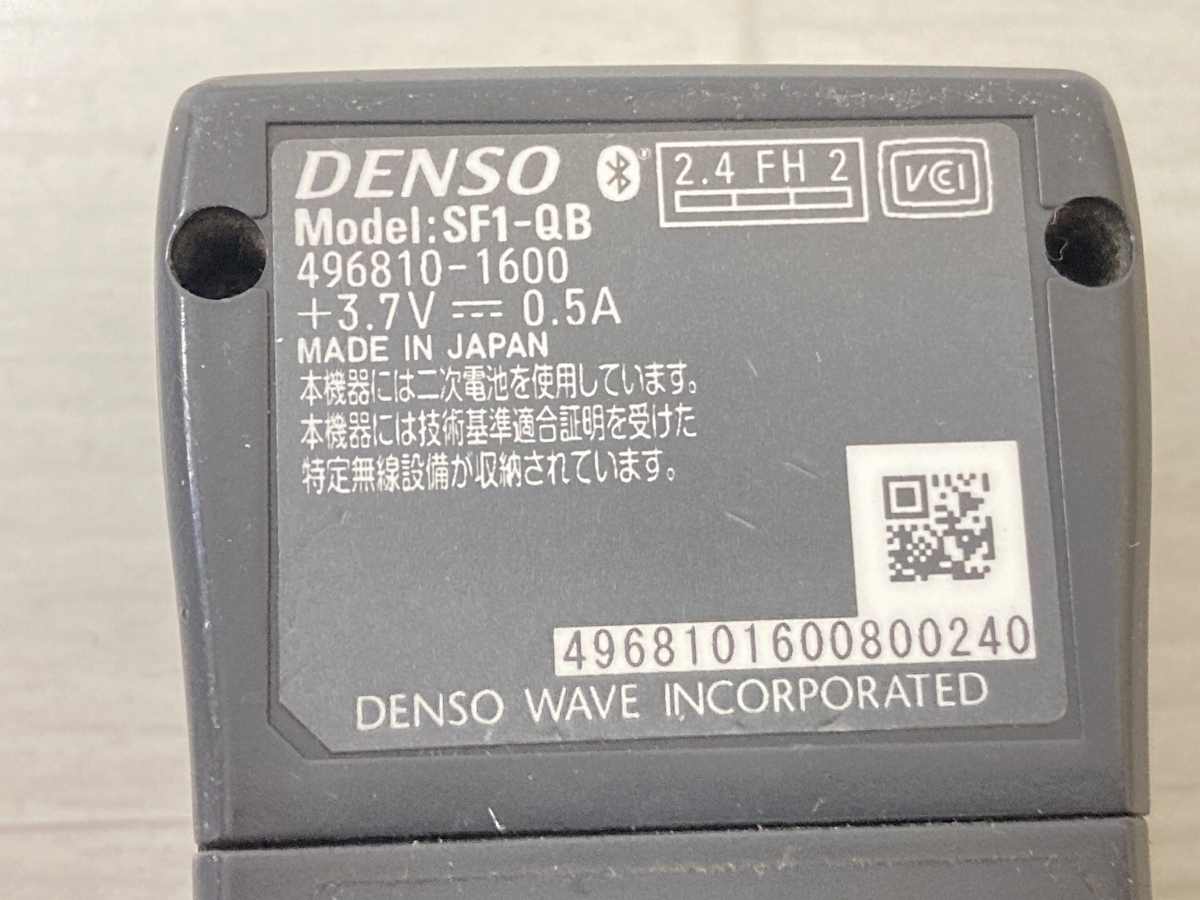 DENSO
2.4 FH 2
VCCI
Model:SF1-QB
496810-1600
+3.7V ⎓ 0.5A
MADE IN JAPAN
本機器には二次電池を使用しています。
本機器には技術基準適合証明を受けた
特定無線設備が収納されています。
4968101600800240
DENSO WAVE INCORPORATED